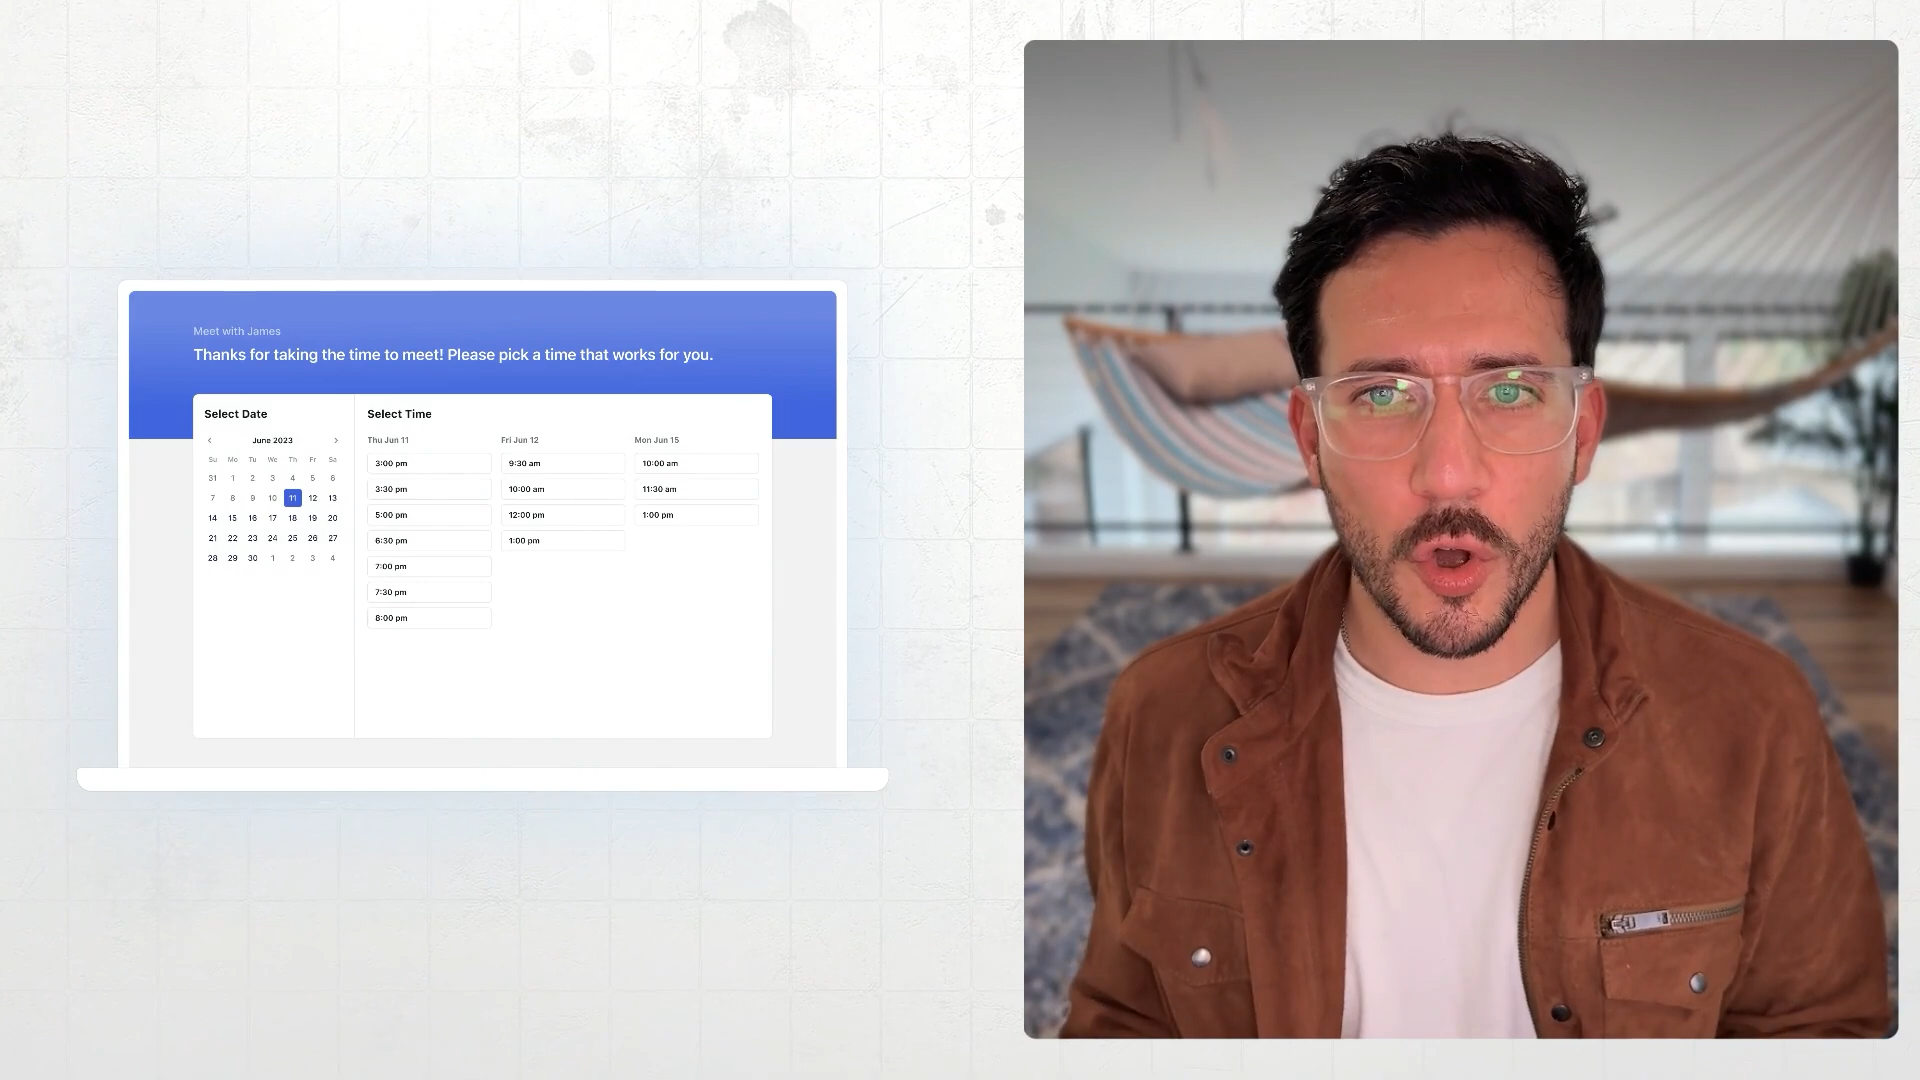 Meet with James
Thanks for taking the time to meet! Please pick a time that works for you.
Select Date
June 2023
Su Mo Tu We Th Fr Sa
31 1 2 3 4 5 6
7 8 9 10 11 12 13
14 15 16 17 18 19 20
21 22 23 24 25 26 27
28 29 30 1 2 3 4
Select Time
Thu Jun 11
3:00 pm
3:30 pm
5:00 pm
6:30 pm
7:00 pm
7:30 pm
8:00 pm
Fri Jun 12
9:30 am
10:00 am
12:00 pm
1:00 pm
Mon Jun 15
10:00 am
11:30 am
1:00 pm